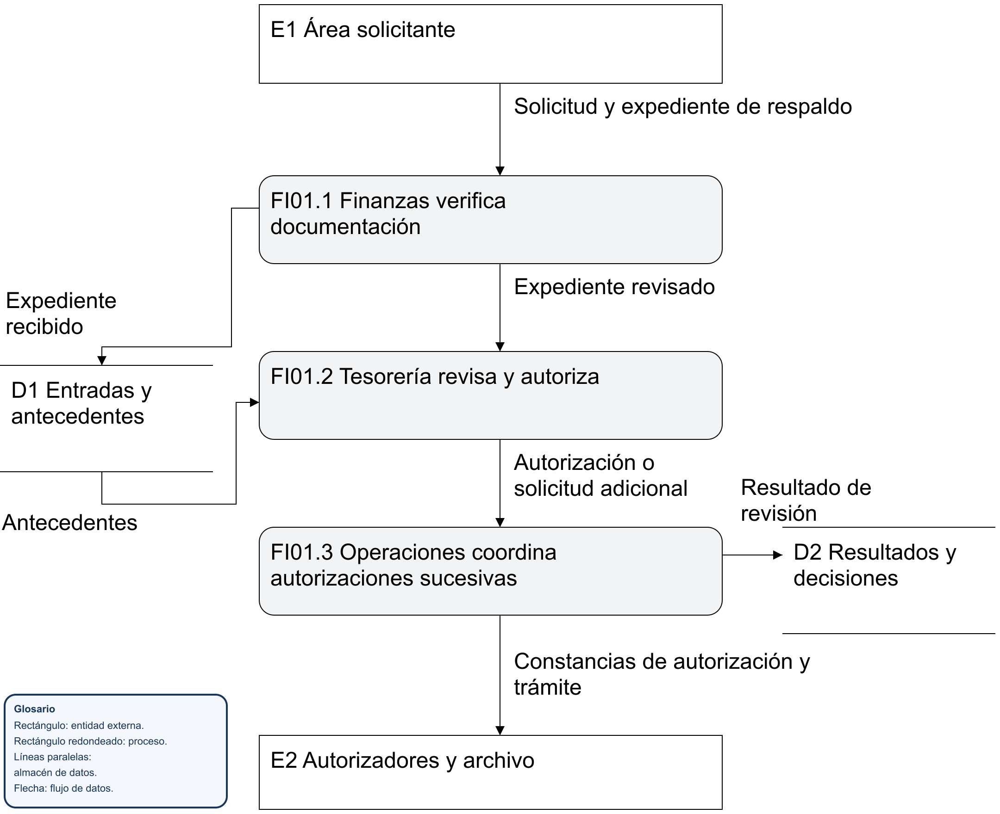 E1 Área solicitante
Solicitud y expediente de respaldo
FI01.1 Finanzas verifica
documentación
Expediente revisado
Expediente
recibido
D1 Entradas y
antecedentes
FI01.2 Tesorería revisa y autoriza
Antecedentes
Autorización o
solicitud adicional
Resultado de
revisión
FI01.3 Operaciones coordina
autorizaciones sucesivas
D2 Resultados y
decisiones
Constancias de autorización y
trámite
E2 Autorizadores y archivo
Glosario
Rectángulo: entidad externa.
Rectángulo redondeado: proceso.
Líneas paralelas:
almacén de datos.
Flecha: flujo de datos.